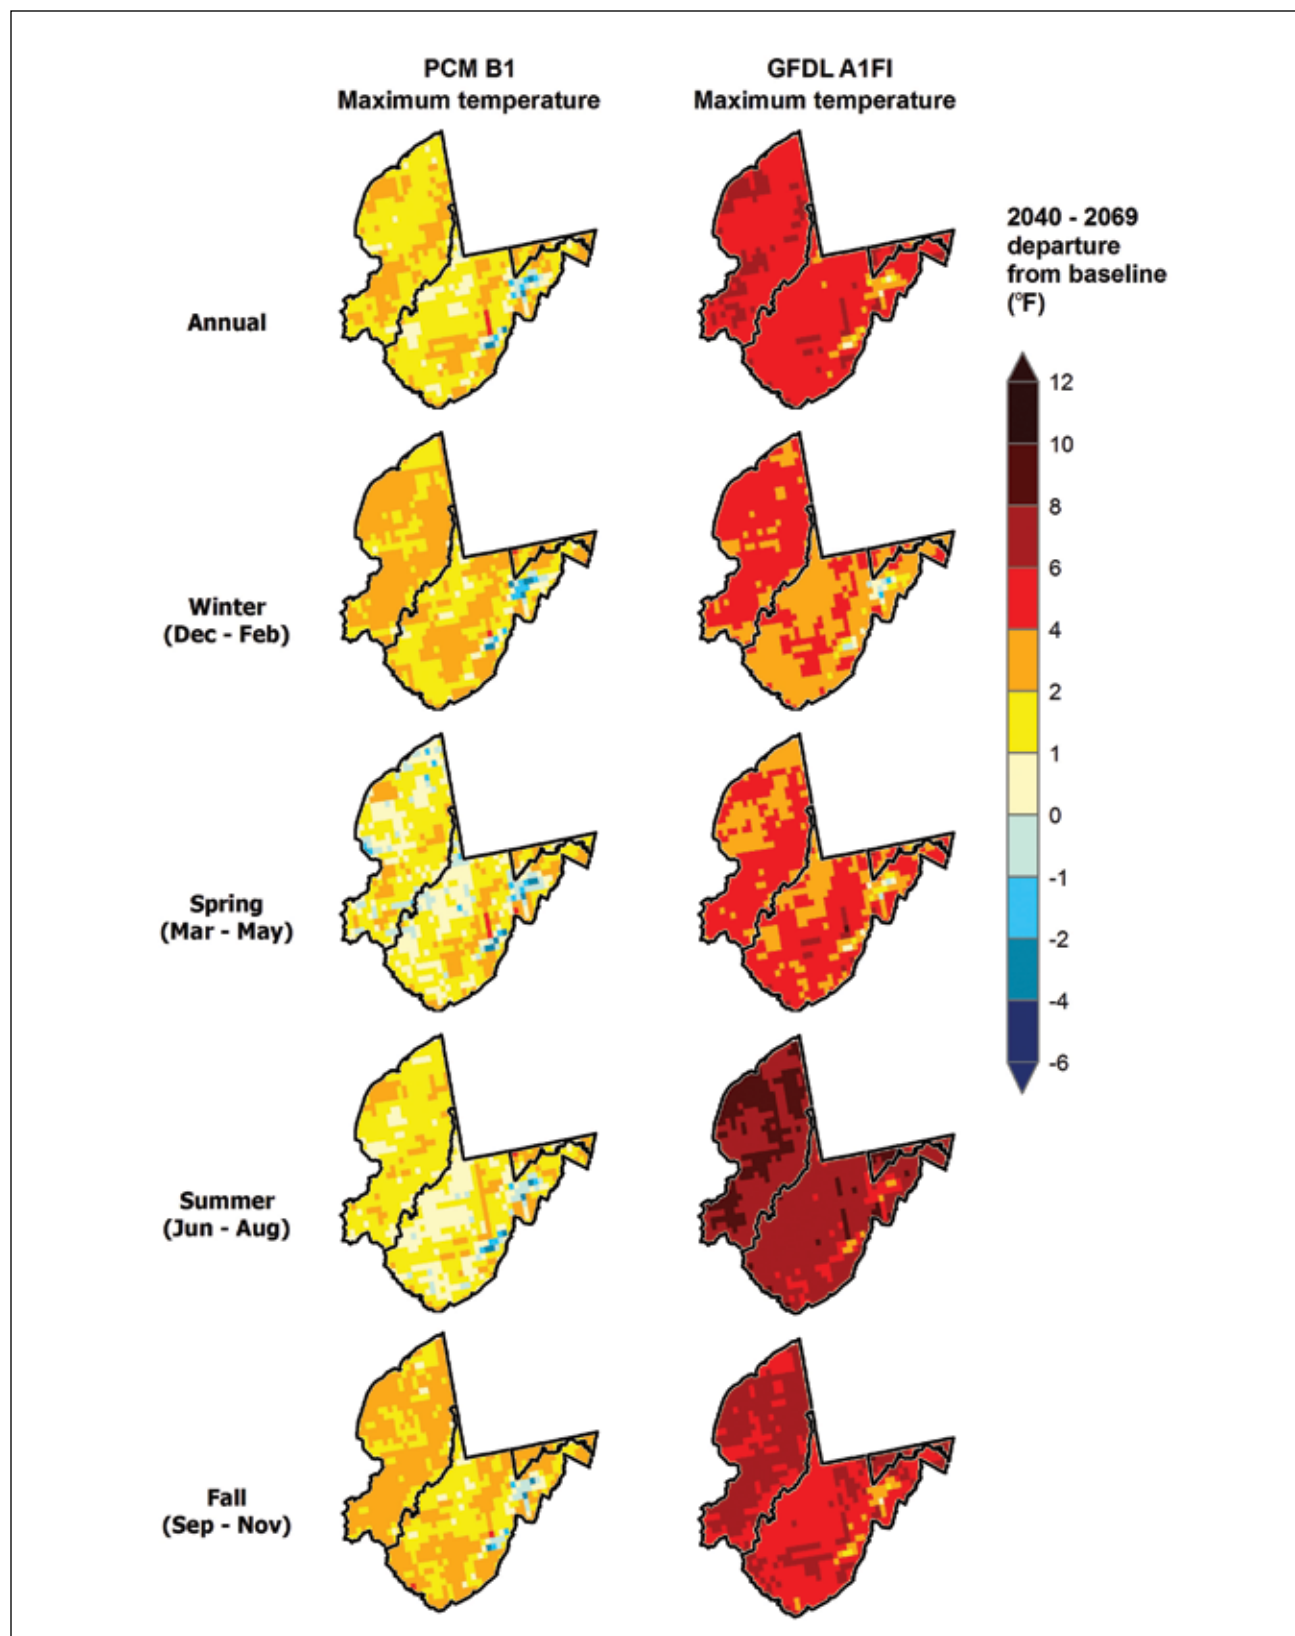 PCM B1
Maximum temperature
GFDL A1FI
Maximum temperature
2040 - 2069
departure
from baseline
(°F)
Annual
Winter
(Dec - Feb)
Spring
(Mar - May)
Summer
(Jun - Aug)
Fall
(Sep - Nov)
12
10
8
6
4
2
1
0
-1
-2
-4
-6